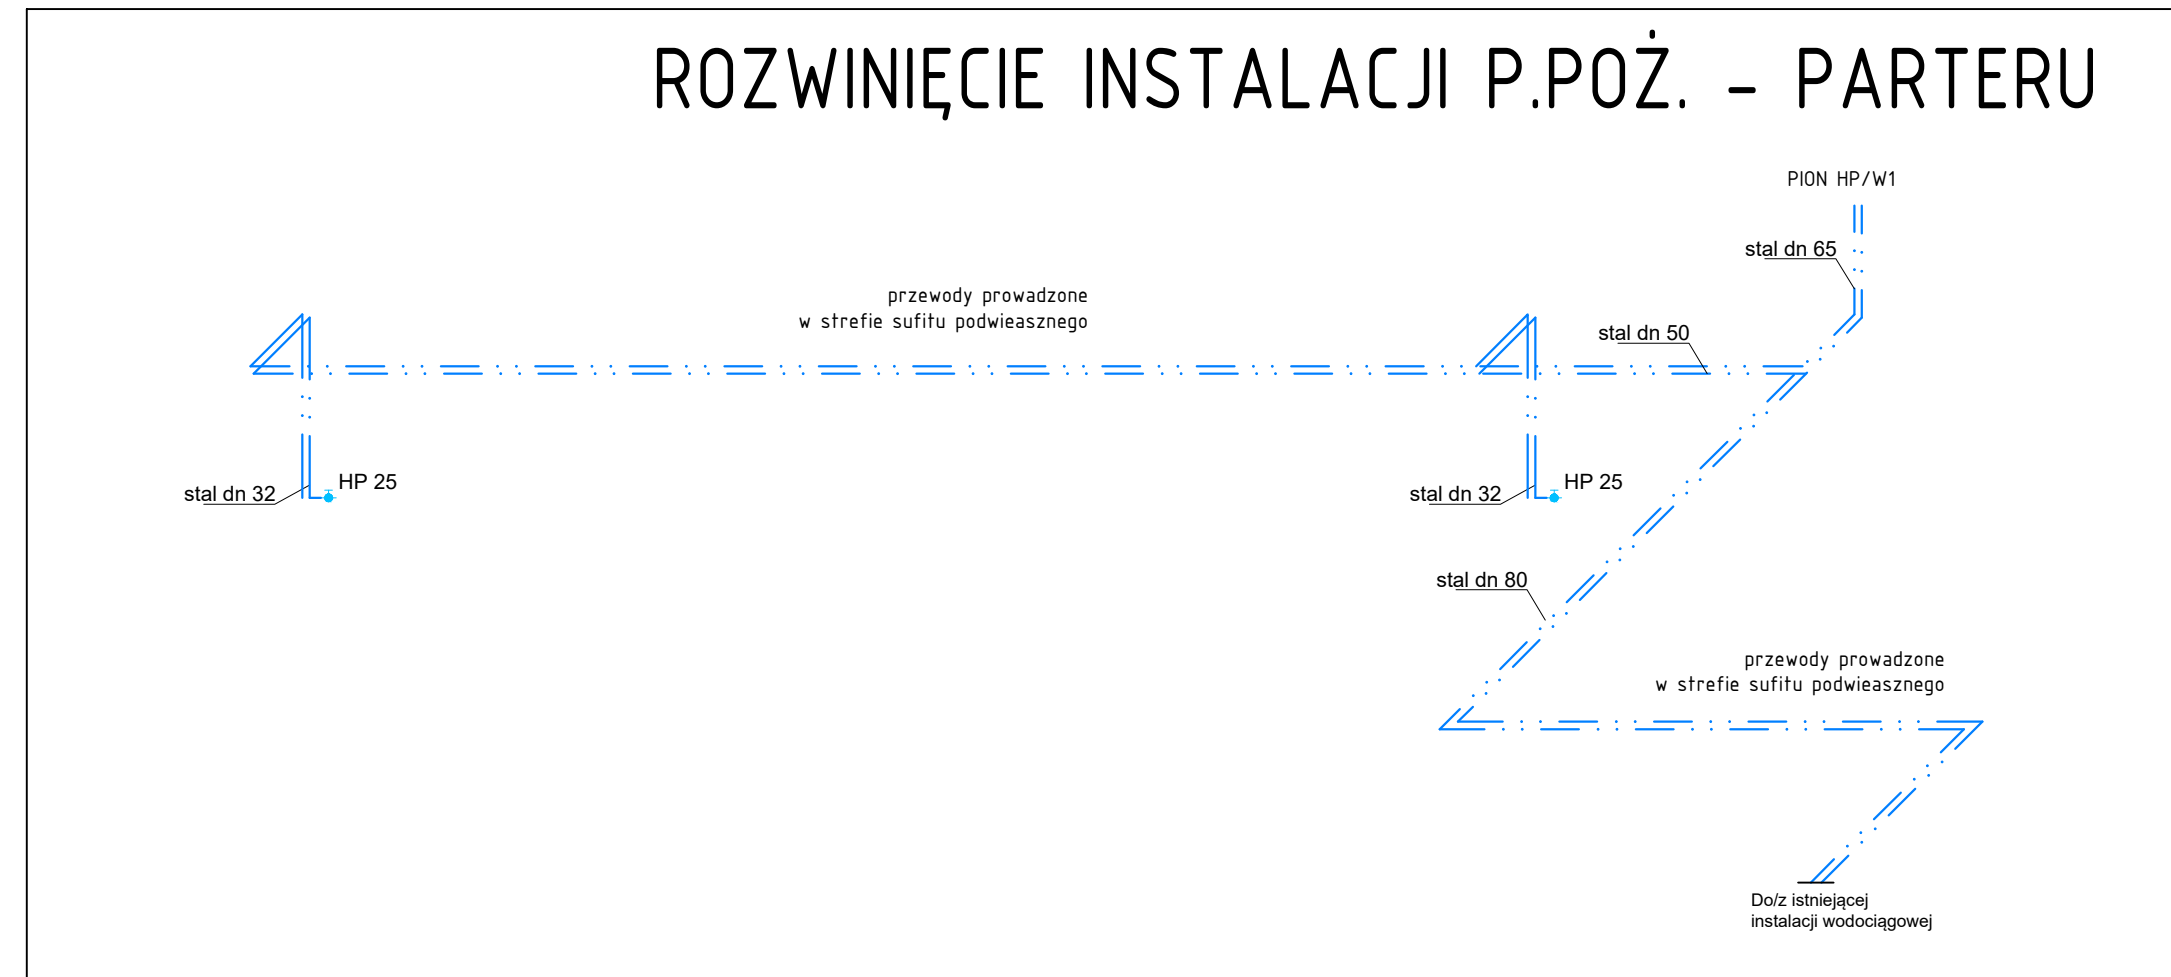 ROZWINIĘCIE INSTALACJI P.POŻ. - PARTERU
PION HP/W1
stal dn 65
przewody prowadzone
w strefie sufitu podwieasznego
stal dn 50
stal dn 32
HP 25
stal dn 32
HP 25
stal dn 80
przewody prowadzone
w strefie sufitu podwieasznego
Do/z istniejącej
instalacji wodociągowej